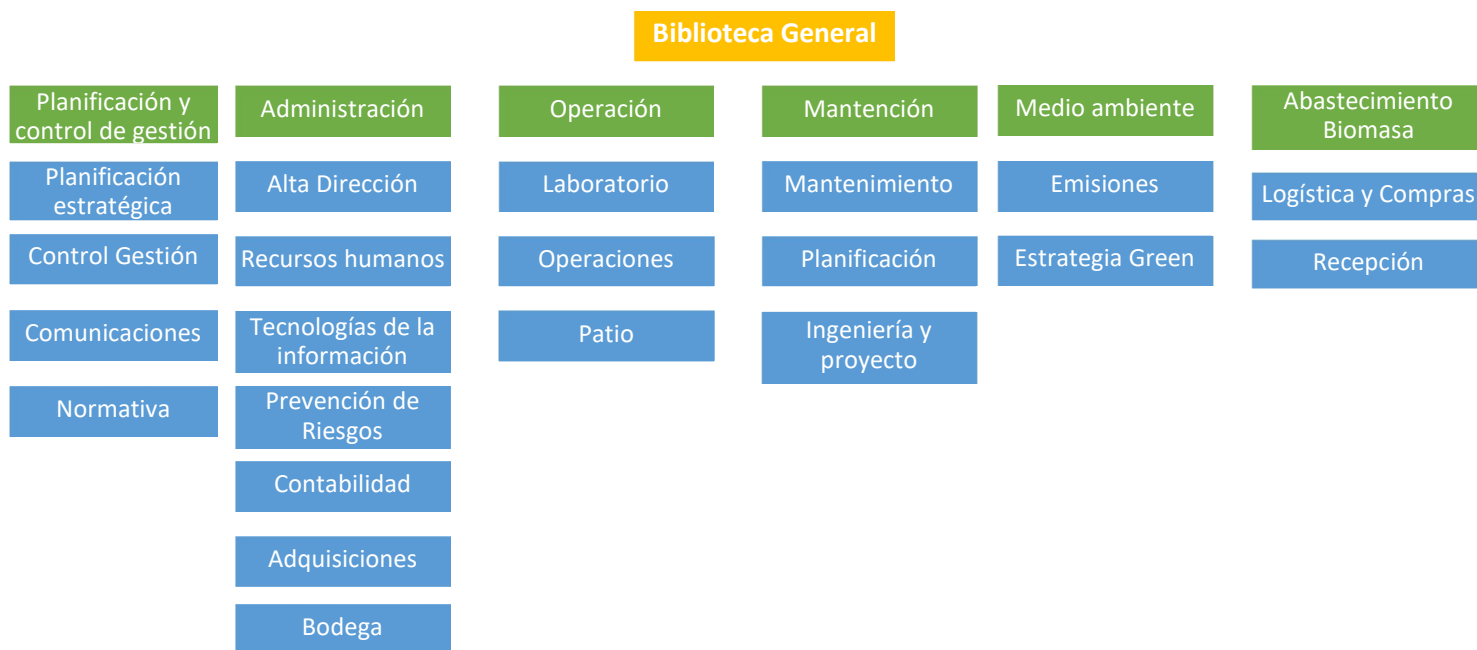 Biblioteca General
Planificación y
control de gestión
Administración
Operación
Mantención
Medio ambiente
Abastecimiento
Biomasa
Planificación
estratégica
Alta Dirección
Laboratorio
Mantenimiento
Emisiones
Logística y Compras
Control Gestión
Recursos humanos
Operaciones
Planificación
Estrategia Green
Recepción
Comunicaciones
Tecnologías de la
información
Patio
Ingeniería y
proyecto
Normativa
Prevención de
Riesgos
Contabilidad
Adquisiciones
Bodega